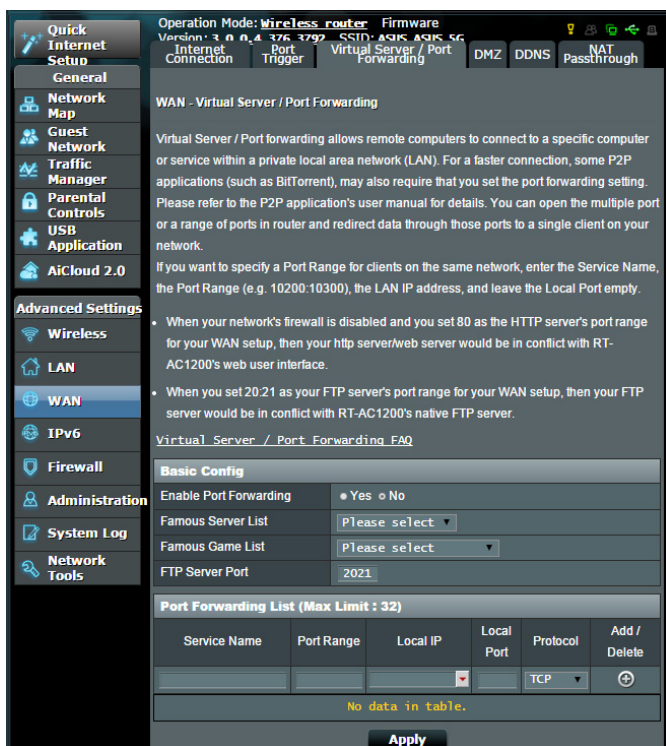 Quick Internet Setup
Operation Mode: Wireless router Firmware
Version: 3.0.0.4.376.3792 SSID: ASUS ASUS_5G
Internet Connection
Port Trigger
Virtual Server / Port Forwarding
DMZ
DDNS
NAT Passthrough
General
Network Map
Guest Network
Traffic Manager
Parental Controls
USB Application
AiCloud 2.0
Advanced Settings
Wireless
LAN
WAN
IPv6
Firewall
Administration
System Log
Network Tools
WAN - Virtual Server / Port Forwarding
Virtual Server / Port forwarding allows remote computers to connect to a specific computer
or service within a private local area network (LAN). For a faster connection, some P2P
applications (such as BitTorrent), may also require that you set the port forwarding setting.
Please refer to the P2P application's user manual for details. You can open the multiple port
or a range of ports in router and redirect data through those ports to a single client on your
network.
If you want to specify a Port Range for clients on the same network, enter the Service Name,
the Port Range (e.g. 10200:10300), the LAN IP address, and leave the Local Port empty.
• When your network's firewall is disabled and you set 80 as the HTTP server's port range
for your WAN setup, then your http server/web server would be in conflict with RT-
AC1200's web user interface.
• When you set 20:21 as your FTP server's port range for your WAN setup, then your FTP
server would be in conflict with RT-AC1200's native FTP server.
Virtual Server / Port Forwarding FAQ
Basic Config
Enable Port Forwarding Yes No
Famous Server List Please select
Famous Game List Please select
FTP Server Port 2021
Port Forwarding List (Max Limit : 32)
Service Name Port Range Local IP Local Port Protocol Add / Delete
TCP
No data in table.
Apply